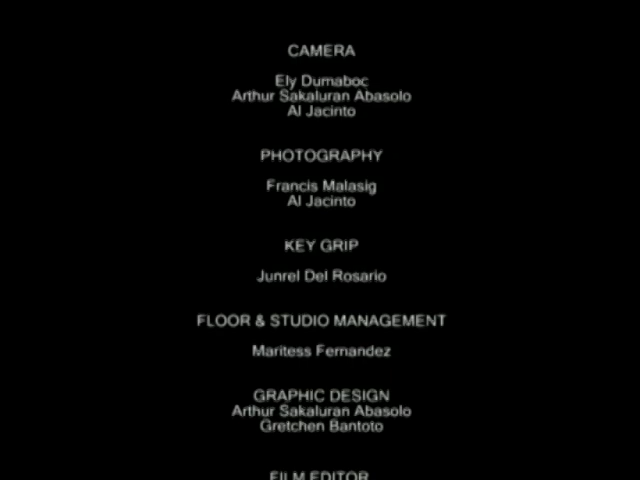 CAMERA
Ely Dumaboc
Arthur Sakaluran Abasolo
Al Jacinto
PHOTOGRAPHY
Francis Malasig
Al Jacinto
KEY GRIP
Junrel Del Rosario
FLOOR & STUDIO MANAGEMENT
Maritess Fernandez
GRAPHIC DESIGN
Arthur Sakaluran Abasolo
Gretchen Bantoto
FILM EDITOR